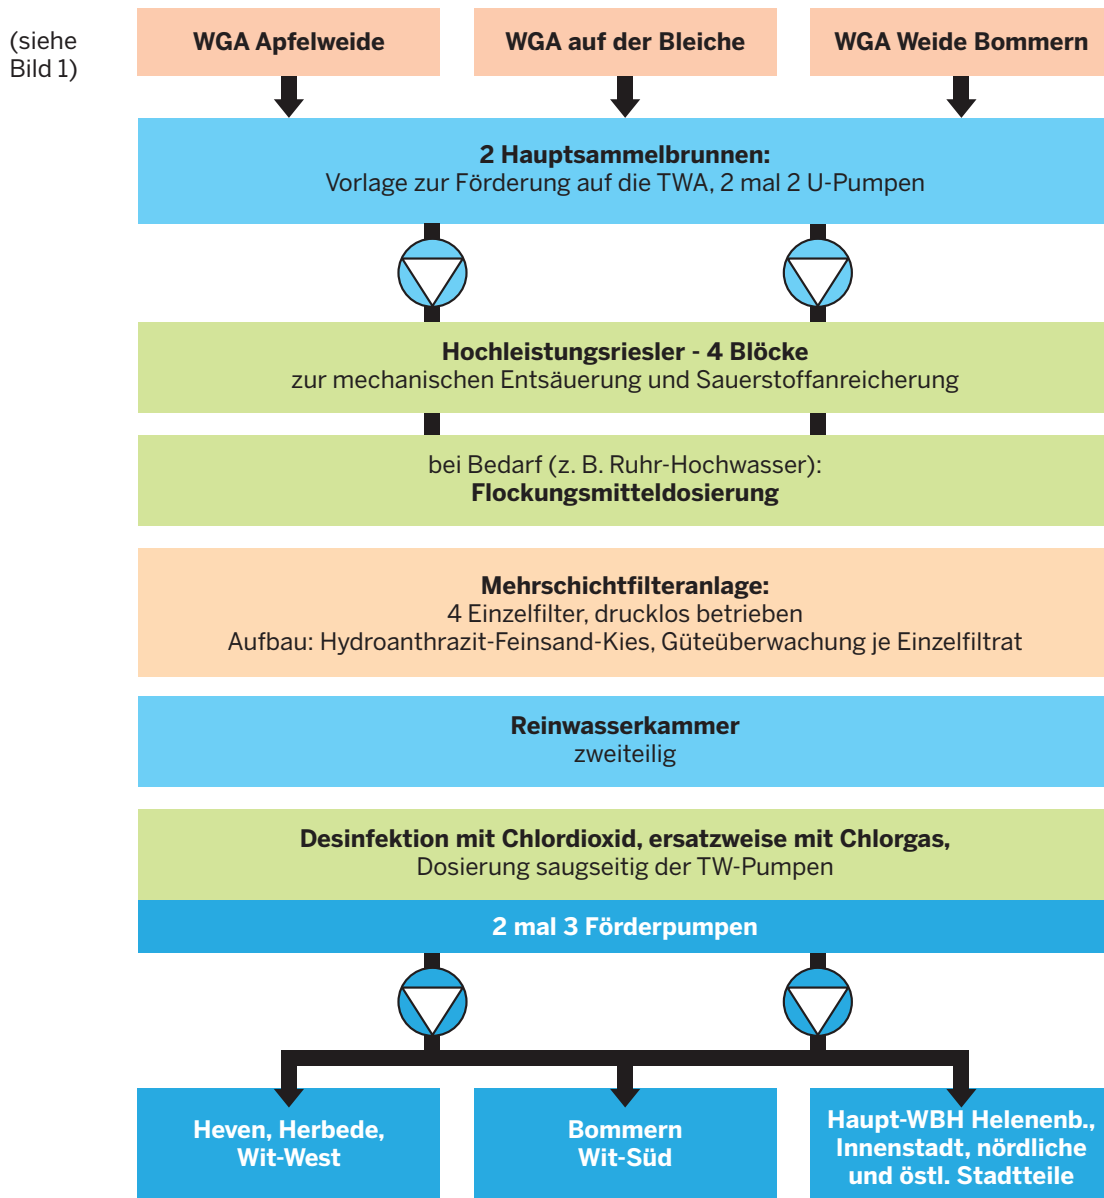 (siehe
Bild 1)
WGA Apfelweide
WGA auf der Bleiche
WGA Weide Bommern
2 Hauptsammelbrunnen:
Vorlage zur Förderung auf die TWA, 2 mal 2 U-Pumpen
Hochleistungsriesler - 4 Blöcke
zur mechanischen Entsäuerung und Sauerstoffanreicherung
bei Bedarf (z. B. Ruhr-Hochwasser):
Flockungsmitteldosierung
Mehrschichtfilteranlage:
4 Einzelfilter, drucklos betrieben
Aufbau: Hydroanthrazit-Feinsand-Kies, Güteüberwachung je Einzelfiltrat
Reinwasserkammer
zweiteilig
Desinfektion mit Chlordioxid, ersatzweise mit Chlorgas,
Dosierung saugseitig der TW-Pumpen
2 mal 3 Förderpumpen
Heven, Herbede,
Wit-West
Bommern
Wit-Süd
Haupt-WBH Helenenb.,
Innenstadt, nördliche
und östl. Stadtteile